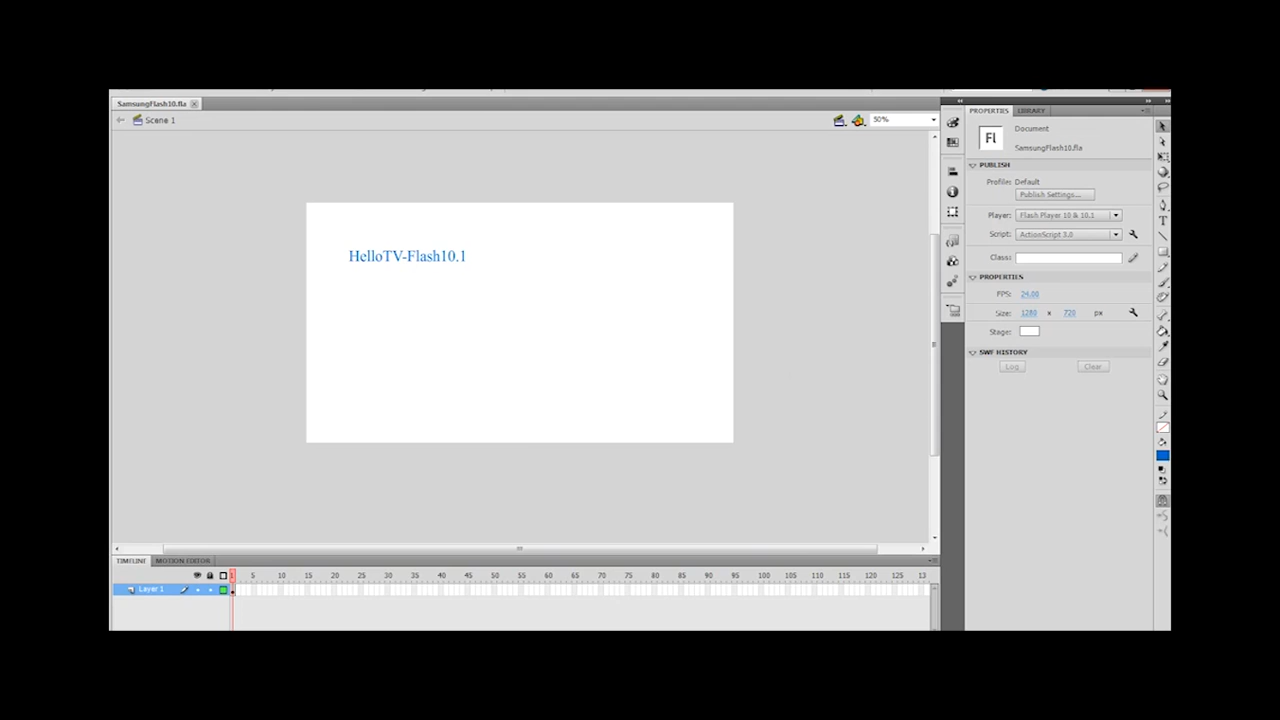 SamsungFlash10.fla
Scene 1
50%
HelloTV-Flash10.1
PROPERTIES LIBRARY
Fl
Document
SamsungFlash10.fla
PUBLISH
Profile: Default
Publish Settings...
Player: Flash Player 10 & 10.1
Script: ActionScript 3.0
Class:
PROPERTIES
FPS: 24.00
Size: 1280 x 720 px
Stage:
SWF HISTORY
Log Clear
TIMELINE MOTION EDITOR
1 5 10 15 20 25 30 35 40 45 50 55 60 65 70 75 80 85 90 95 100 105 110 115 120 125 13
Layer 1